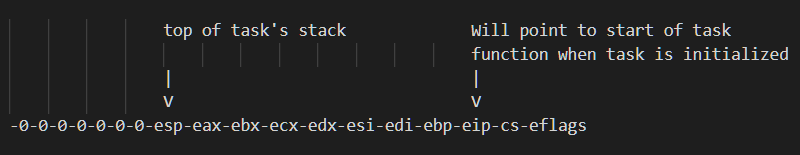 top of task's stack Will point to start of task
function when task is initialized
| |
v v
-0-0-0-0-0-0-0-esp-eax-ebx-ecx-edx-esi-edi-ebp-eip-cs-eflags